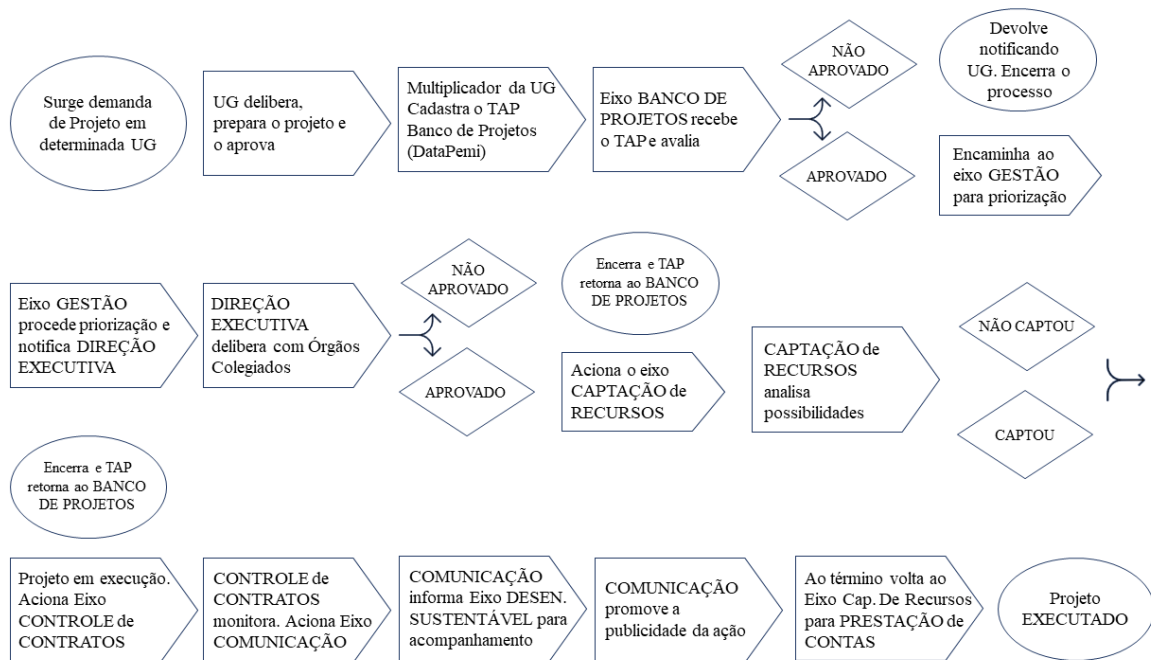 Surge demanda
de Projeto em
determinada UG
UG delibera,
prepara o projeto e
o aprova
Multiplicador da UG
Cadastra o TAP
Banco de Projetos
(DataPemi)
Eixo BANCO DE
PROJETOS recebe
o TAP e avalia
NÃO
APROVADO
Devolve
notificando
UG. Encerra o
processo
APROVADO
Encaminha ao
eixo GESTÃO
para priorização
Eixo GESTÃO
procede priorização e
notifica DIREÇÃO
EXECUTIVA
DIREÇÃO
EXECUTIVA
delibera com Órgãos
Colegiados
NÃO
APROVADO
Encerra e TAP
retorna ao BANCO
DE PROJETOS
APROVADO
Aciona o eixo
CAPTAÇÃO de
RECURSOS
CAPTAÇÃO de
RECURSOS
analisa
possibilidades
NÃO CAPTOU
CAPTOU
Encerra e TAP
retorna ao BANCO
DE PROJETOS
Projeto em execução.
Aciona Eixo
CONTROLE de
CONTRATOS
CONTROLE de
CONTRATOS
monitora. Aciona Eixo
COMUNICAÇÃO
COMUNICAÇÃO
informa Eixo DESEN.
SUSTENTÁVEL para
acompanhamento
COMUNICAÇÃO
promove a
publicidade da ação
Ao término volta ao
Eixo Cap. De Recursos
para PRESTAÇÃO de
CONTAS
Projeto
EXECUTADO